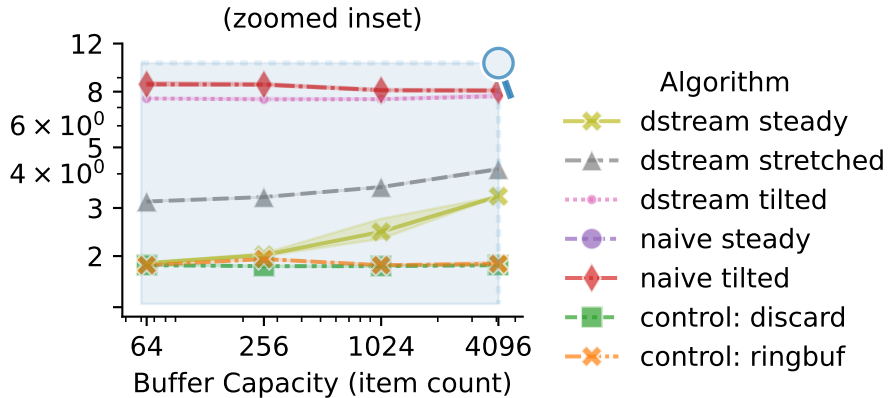 (zoomed inset)
12
8
6 × 10⁰
5
4 × 10⁰
3
2
64 256 1024 4096
Buffer Capacity (item count)
Algorithm
dstream steady
dstream stretched
dstream tilted
naive steady
naive tilted
control: discard
control: ringbuf